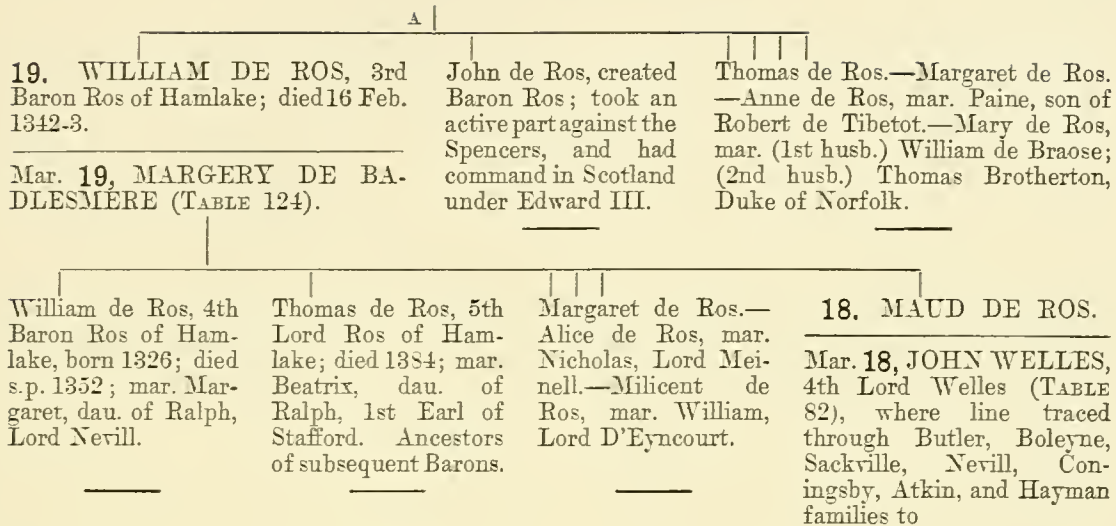 A
19. WILLIAM DE ROS, 3rd
Baron Ros of Hamlake; died 16 Feb.
1342-3.
Mar. 19, MARGERY DE BA-
DLESMERE (TABLE 124).
John de Ros, created
Baron Ros; took an
active part against the
Spencers, and had
command in Scotland
under Edward III.
Thomas de Ros.—Margaret de Ros.
—Anne de Ros, mar. Paine, son of
Robert de Tibetot.—Mary de Ros,
mar. (1st husb.) William de Braose;
(2nd husb.) Thomas Brotherton,
Duke of Norfolk.
William de Ros, 4th
Baron Ros of Ham-
lake, born 1326; died
s.p. 1352; mar. Mar-
garet, dau. of Ralph,
Lord Nevill.
Thomas de Ros, 5th
Lord Ros of Ham-
lake; died 1384; mar.
Beatrix, dau. of
Ralph, 1st Earl of
Stafford. Ancestors
of subsequent Barons.
Margaret de Ros.—
Alice de Ros, mar.
Nicholas, Lord Mei-
nell.—Milicent de
Ros, mar. William,
Lord D'Eyncourt.
18. MAUD DE ROS.
Mar. 18, JOHN WELLES,
4th Lord Welles (TABLE
82), where line traced
through Butler, Boleyne,
Sackville, Nevill, Con-
ingsby, Atkin, and Hayman
families to